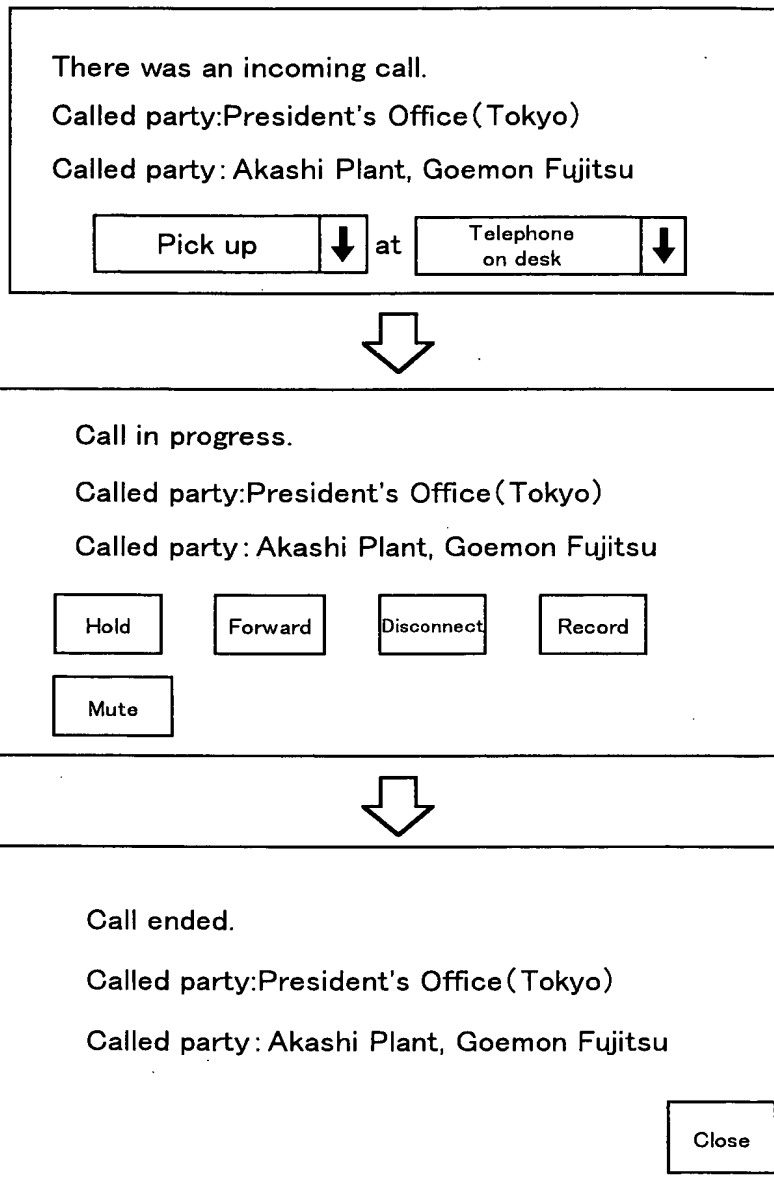 There was an incoming call.
Called party:President's Office(Tokyo)
Called party: Akashi Plant, Goemon Fujitsu
Pick up at Telephone
on desk
Call in progress.
Called party:President's Office(Tokyo)
Called party: Akashi Plant, Goemon Fujitsu
Hold Forward Disconnect Record
Mute
Call ended.
Called party:President's Office(Tokyo)
Called party: Akashi Plant, Goemon Fujitsu
Close